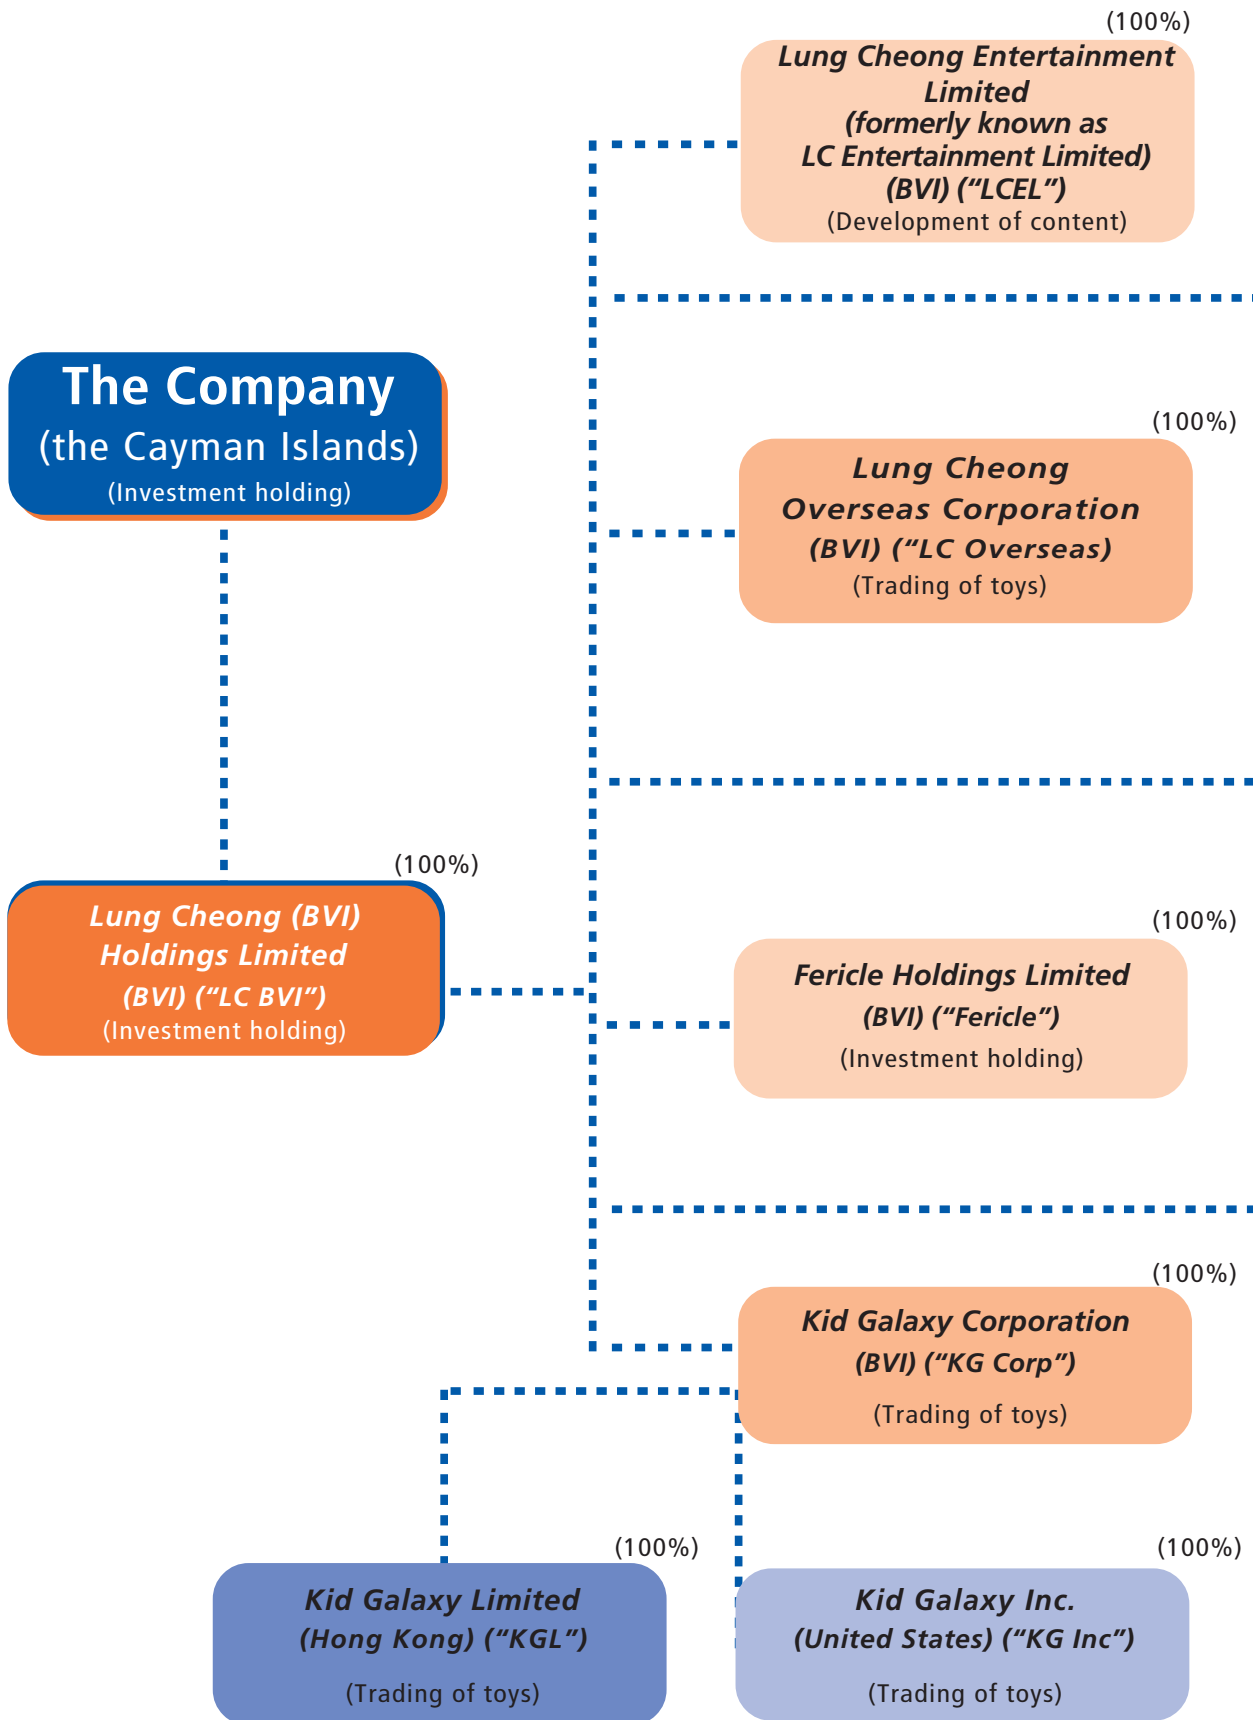 (100%)
Lung Cheong Entertainment
Limited
(formerly known as
LC Entertainment Limited)
(BVI) (“LCEL”)
(Development of content)
The Company
(the Cayman Islands)
(Investment holding)
(100%)
Lung Cheong
Overseas Corporation
(BVI) (“LC Overseas)
(Trading of toys)
(100%)
Lung Cheong (BVI)
Holdings Limited
(BVI) (“LC BVI”)
(Investment holding)
(100%)
Fericle Holdings Limited
(BVI) (“Fericle”)
(Investment holding)
(100%)
Kid Galaxy Corporation
(BVI) (“KG Corp”)
(Trading of toys)
(100%)
Kid Galaxy Limited
(Hong Kong) (“KGL”)
(Trading of toys)
(100%)
Kid Galaxy Inc.
(United States) (“KG Inc”)
(Trading of toys)